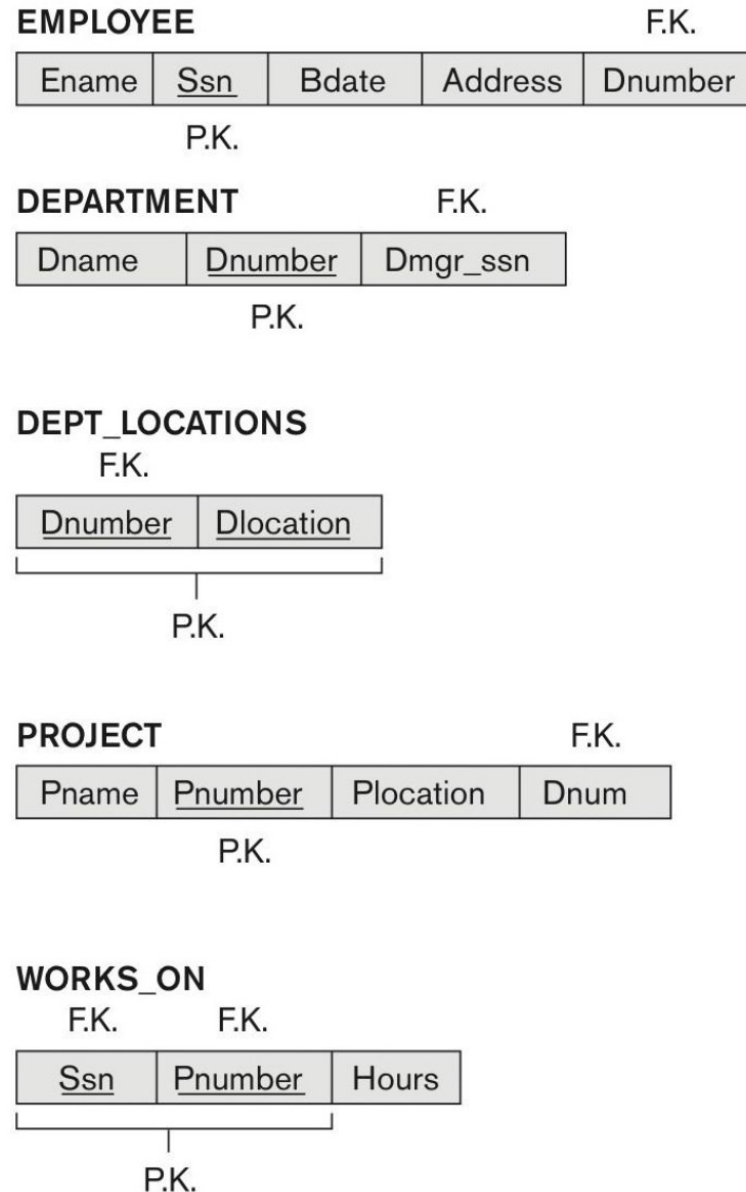 EMPLOYEE F.K.
Ename Ssn Bdate Address Dnumber
P.K.
DEPARTMENT F.K.
Dname Dnumber Dmgr_ssn
P.K.
DEPT_LOCATIONS
F.K.
Dnumber Dlocation
P.K.
PROJECT F.K.
Pname Pnumber Plocation Dnum
P.K.
WORKS_ON
F.K. F.K.
Ssn Pnumber Hours
P.K.